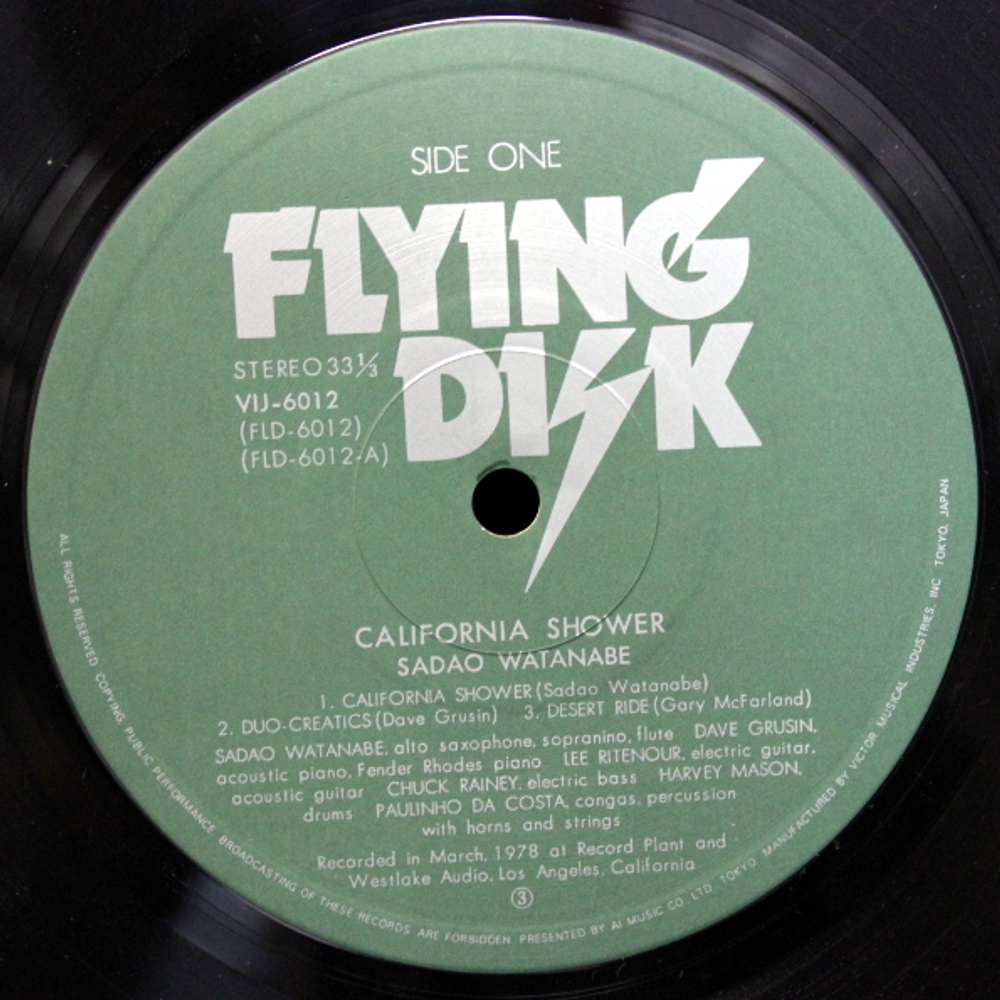 SIDE ONE
FLYING
DISK
STEREO 33⅓
VIJ-6012
(FLD-6012)
(FLD-6012-A)
CALIFORNIA SHOWER
SADAO WATANABE
1. CALIFORNIA SHOWER (Sadao Watanabe)
2. DUO-CREATICS (Dave Grusin) 3. DESERT RIDE (Gary McFarland)
SADAO WATANABE, alto saxophone, sopranino, flute DAVE GRUSIN,
acoustic piano, Fender Rhodes piano LEE RITENOUR, electric guitar,
acoustic guitar CHUCK RAINEY, electric bass HARVEY MASON,
drums PAULINHO DA COSTA, congas, percussion
with horns and strings
Recorded in March, 1978 at Record Plant and
Westlake Audio, Los Angeles, California
③
ALL RIGHTS RESERVED COPYING PUBLIC PERFORMANCE BROADCASTING OF THESE RECORDS ARE FORBIDDEN PRESENTED BY AI MUSIC CO., LTD. TOKYO MANUFACTURED BY VICTOR MUSICAL INDUSTRIES, INC. TOKYO, JAPAN